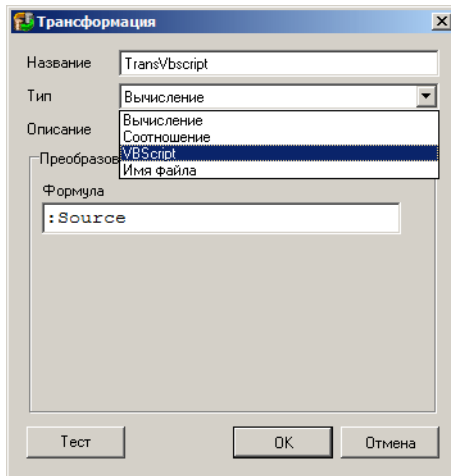 Трансформация
Название TransVbscript
Тип Вычисление
Вычисление
Описание Соотношение
VBScript
Преобразов
Имя файла
Формула
:Source
Тест OK Отмена